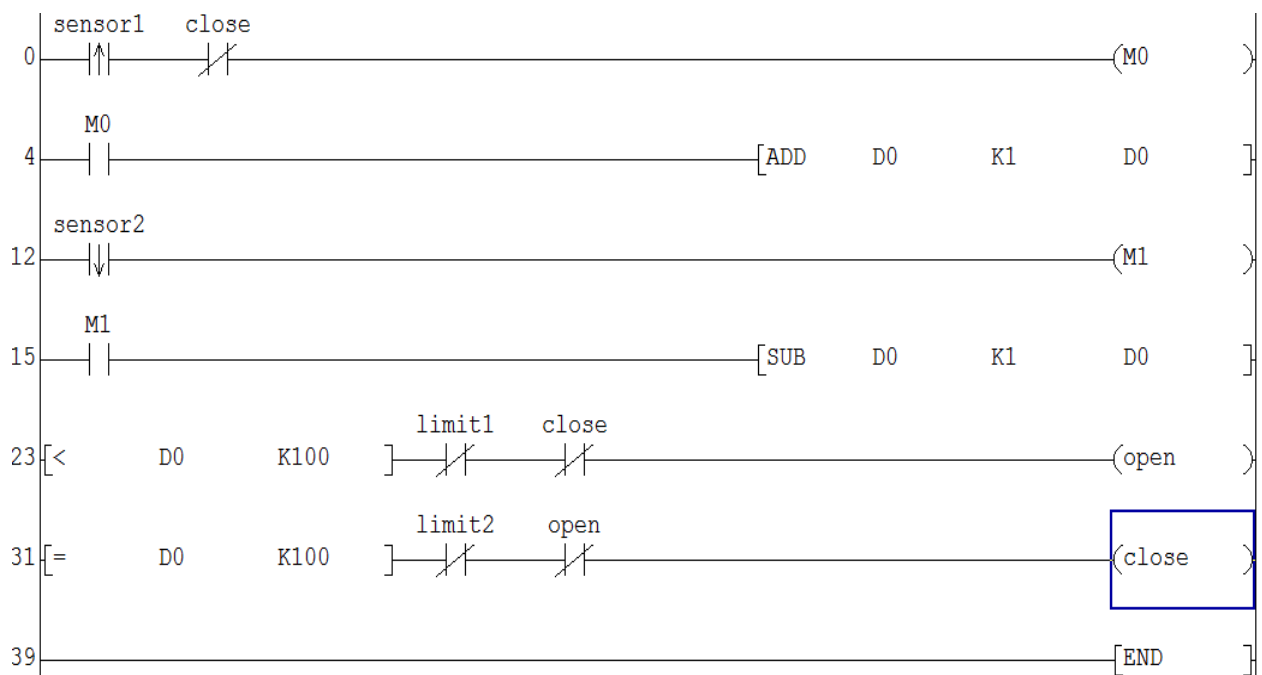 sensor1 close
0 (M0 )
M0
4 [ADD D0 K1 D0 ]
sensor2
12 (M1 )
M1
15 [SUB D0 K1 D0 ]
limit1 close
23 [< D0 K100 ] (open )
limit2 open
31 [= D0 K100 ] (close )
39 [END ]